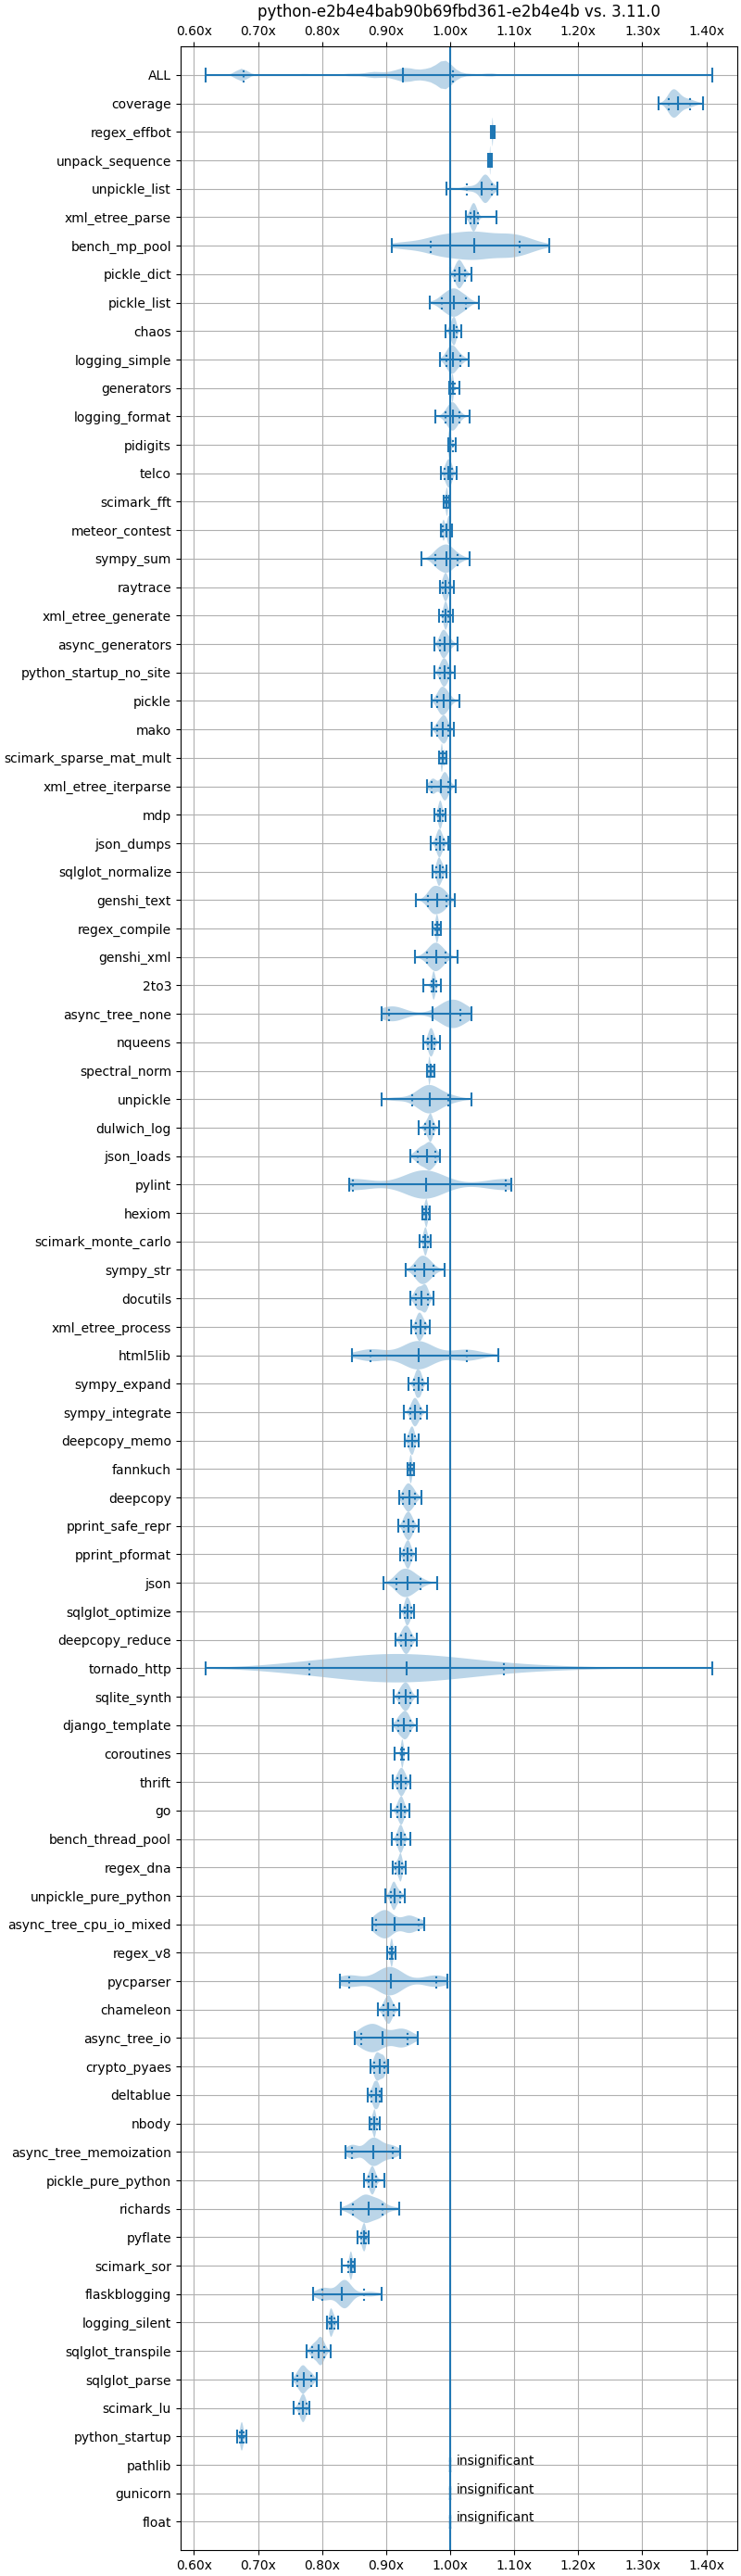 python-e2b4e4bab90b69fbd361-e2b4e4b vs. 3.11.0
0.60x 0.70x 0.80x 0.90x 1.00x 1.10x 1.20x 1.30x 1.40x
ALL
coverage
regex_effbot
unpack_sequence
unpickle_list
xml_etree_parse
bench_mp_pool
pickle_dict
pickle_list
chaos
logging_simple
generators
logging_format
pidigits
telco
scimark_fft
meteor_contest
sympy_sum
raytrace
xml_etree_generate
async_generators
python_startup_no_site
pickle
mako
scimark_sparse_mat_mult
xml_etree_iterparse
mdp
json_dumps
sqlglot_normalize
genshi_text
regex_compile
genshi_xml
2to3
async_tree_none
nqueens
spectral_norm
unpickle
dulwich_log
json_loads
pylint
hexiom
scimark_monte_carlo
sympy_str
docutils
xml_etree_process
html5lib
sympy_expand
sympy_integrate
deepcopy_memo
fannkuch
deepcopy
pprint_safe_repr
pprint_pformat
json
sqlglot_optimize
deepcopy_reduce
tornado_http
sqlite_synth
django_template
coroutines
thrift
go
bench_thread_pool
regex_dna
unpickle_pure_python
async_tree_cpu_io_mixed
regex_v8
pycparser
chameleon
async_tree_io
crypto_pyaes
deltablue
nbody
async_tree_memoization
pickle_pure_python
richards
pyflate
scimark_sor
flaskblogging
logging_silent
sqlglot_transpile
sqlglot_parse
scimark_lu
python_startup
pathlib insignificant
gunicorn insignificant
float insignificant
0.60x 0.70x 0.80x 0.90x 1.00x 1.10x 1.20x 1.30x 1.40x